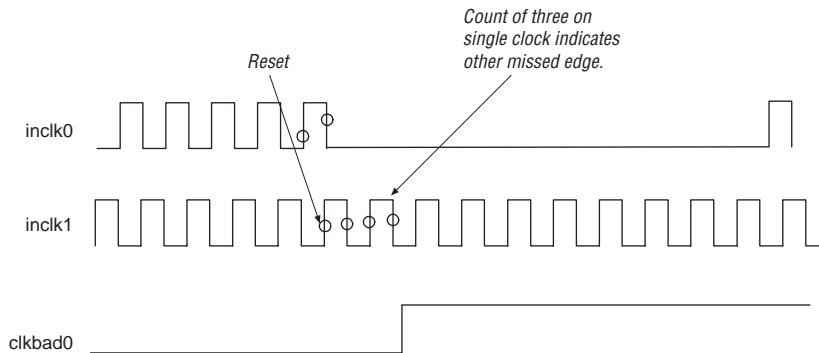 Count of three on
single clock indicates
other missed edge.
Reset
inclk0
inclk1
clkbad0